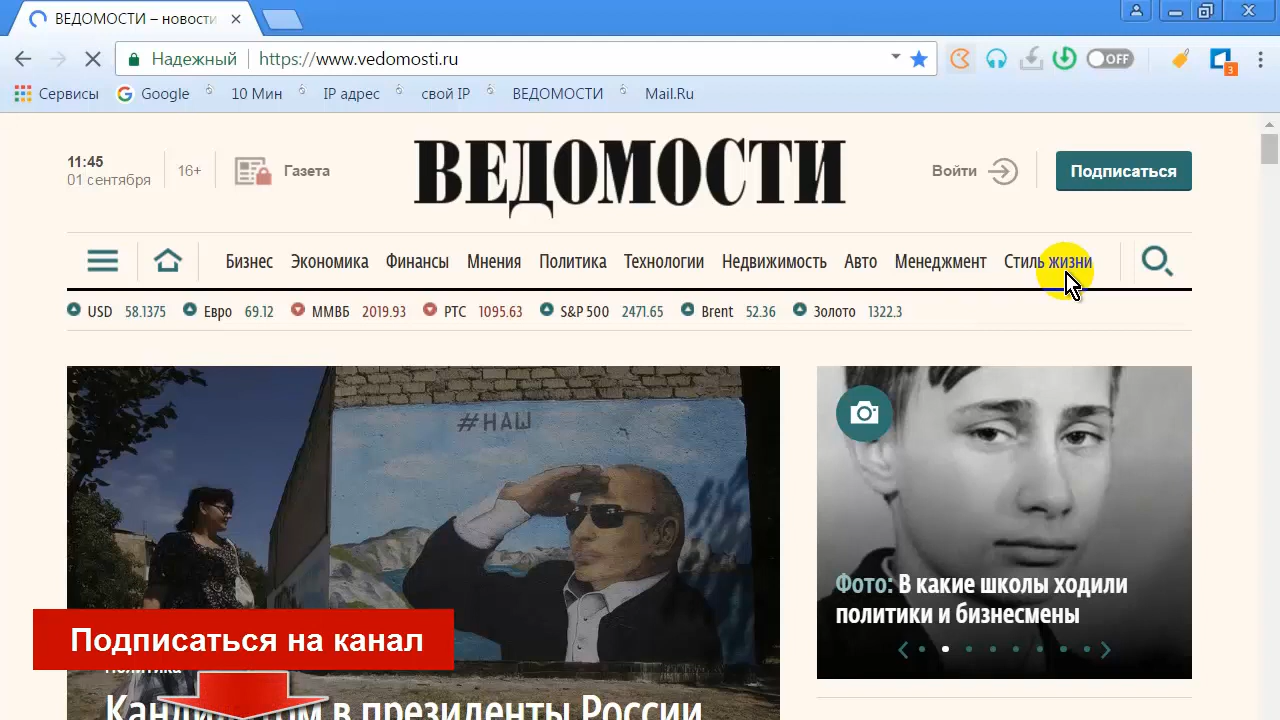 ВЕДОМОСТИ – новости
Надежный https://www.vedomosti.ru OFF 3
Сервисы Google 10 Мин IP адрес свой IP ВЕДОМОСТИ Mail.Ru
11:45
01 сентября
16+
Газета
ВЕДОМОСТИ
Войти
Подписаться
Бизнес Экономика Финансы Мнения Политика Технологии Недвижимость Авто Менеджмент Стиль жизни
USD 58.1375 Евро 69.12 ММВБ 2019.93 РТС 1095.63 S&P 500 2471.65 Brent 52.36 Золото 1322.3
#НАШ
Фото: В какие школы ходили
политики и бизнесмены
Подписаться на канал
Политика
в президенты России